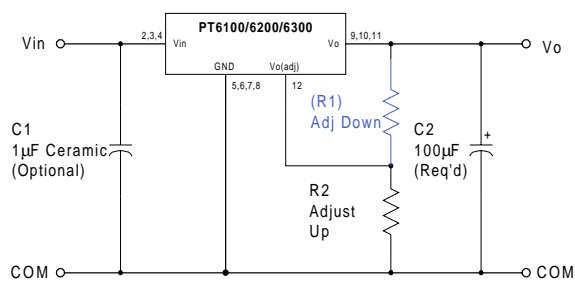 PT6100/6200/6300
Vin
2,3,4
Vin
Vo
9,10,11
Vo
GND
Vo(adj)
5,6,7,8
12
(R1)
Adj Down
C1
1µF Ceramic
(Optional)
C2
100µF
(Req'd)
+
R2
Adjust
Up
COM
COM